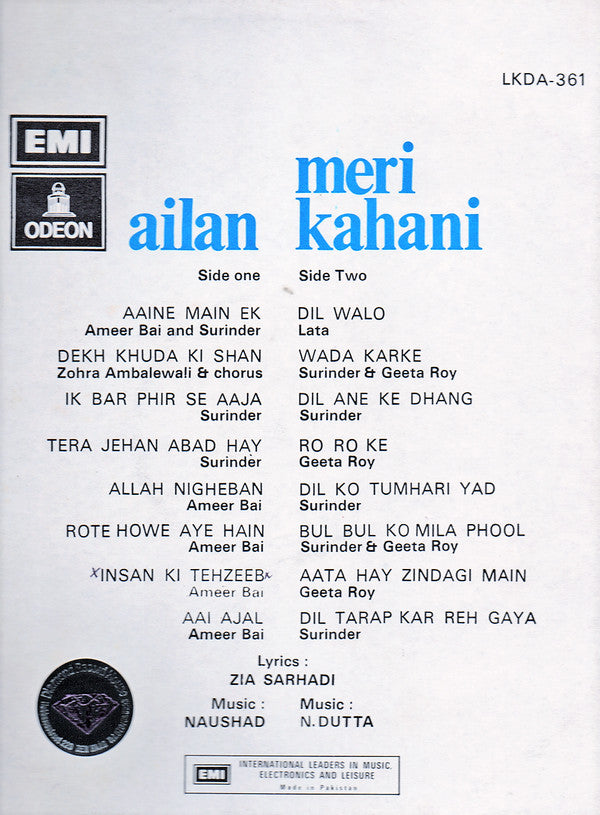 LKDA-361
EMI
ODEON
ailan
meri
kahani
Side one
AAINE MAIN EK
Ameer Bai and Surinder
DEKH KHUDA KI SHAN
Zohra Ambalewali & chorus
IK BAR PHIR SE AAJA
Surinder
TERA JEHAN ABAD HAY
Surinder
ALLAH NIGHEBAN
Ameer Bai
ROTE HOWE AYE HAIN
Ameer Bai
INSAN KI TEHZEEB
Ameer Bai
AAI AJAL
Ameer Bai
Side Two
DIL WALO
Lata
WADA KARKE
Surinder & Geeta Roy
DIL ANE KE DHANG
Surinder
RO RO KE
Geeta Roy
DIL KO TUMHARI YAD
Surinder
BUL BUL KO MILA PHOOL
Surinder & Geeta Roy
AATA HAY ZINDAGI MAIN
Geeta Roy
DIL TARAP KAR REH GAYA
Surinder
Lyrics :
ZIA SARHADI
Music :
NAUSHAD
Music :
N. DUTTA
EMI
INTERNATIONAL LEADERS IN MUSIC,
ELECTRONICS AND LEISURE
Made in Pakistan